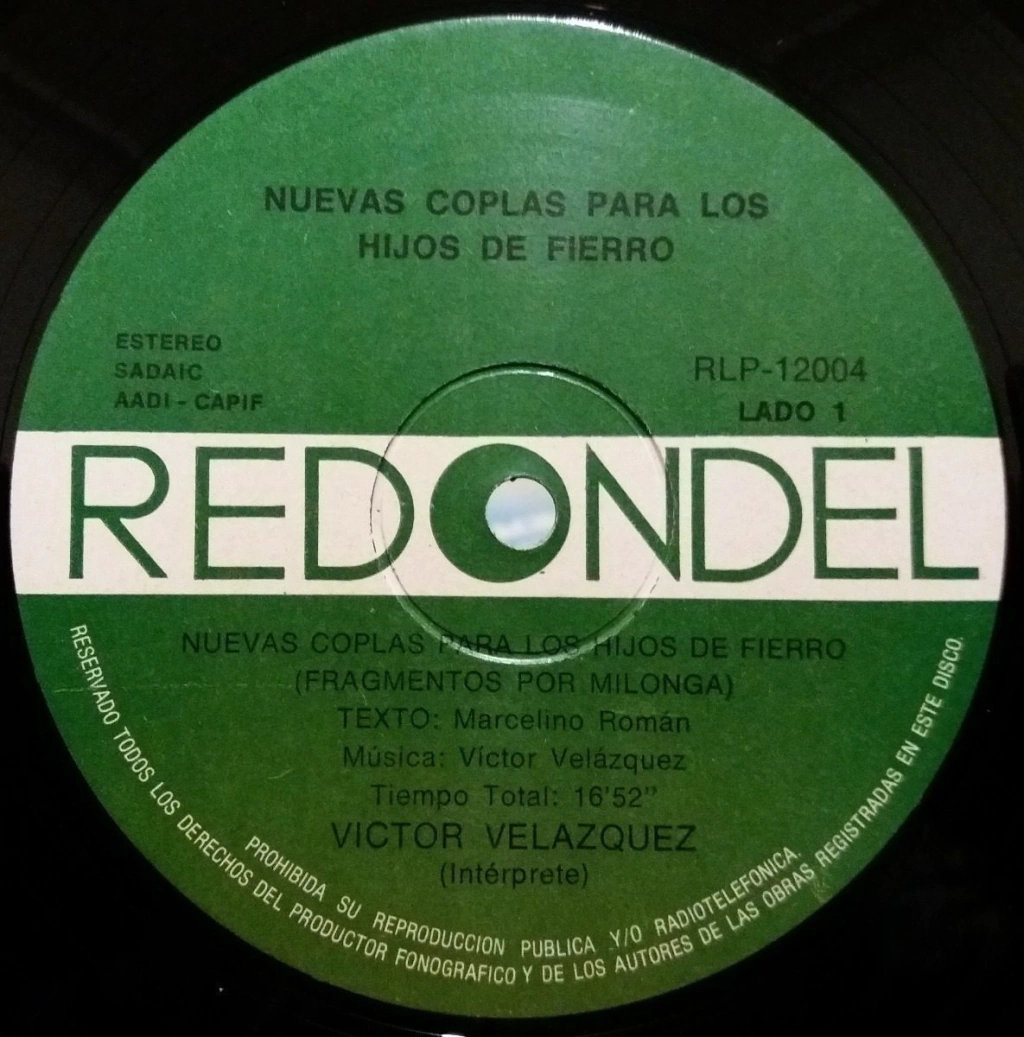 NUEVAS COPLAS PARA LOS
HIJOS DE FIERRO
ESTEREO
SADAIC
AADI - CAPIF
RLP-12004
LADO 1
REDONDEL
NUEVAS COPLAS PARA LOS HIJOS DE FIERRO
(FRAGMENTOS POR MILONGA)
TEXTO: Marcelino Román
Música: Víctor Velázquez
Tiempo Total: 16'52"
VICTOR VELAZQUEZ
(Intérprete)
PROHIBIDA SU REPRODUCCION PUBLICA Y/O RADIOTELEFONICA.
RESERVADO TODOS LOS DERECHOS DEL PRODUCTOR FONOGRAFICO Y DE LOS AUTORES DE LAS OBRAS REGISTRADAS EN ESTE DISCO.